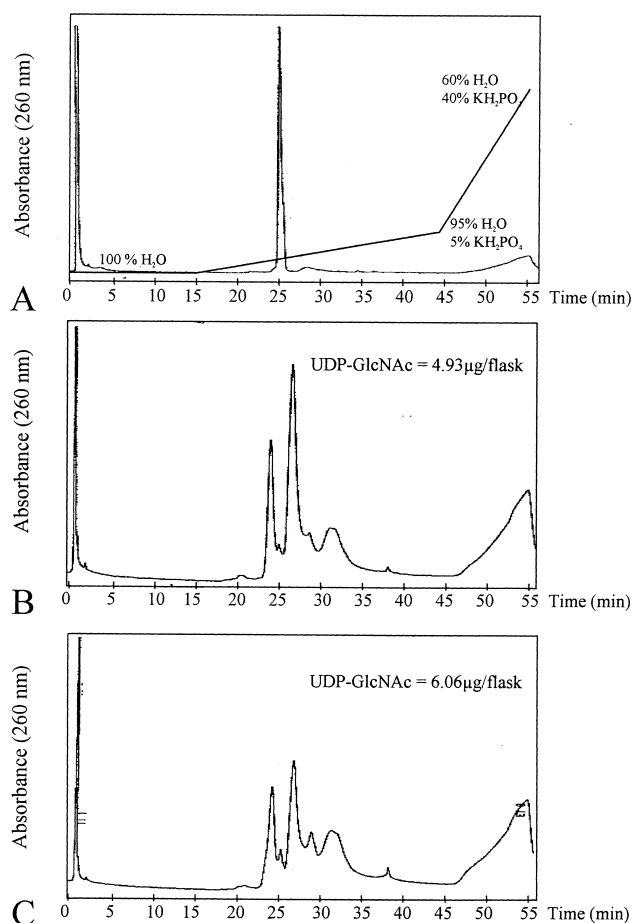 Absorbance (260 nm)
60% H₂O
40% KH₂PO₄
100 % H₂O
95% H₂O
5% KH₂PO₄
A
0 5 10 15 20 25 30 35 40 45 50 55 Time (min)
Absorbance (260 nm)
UDP-GlcNAc = 4.93µg/flask
B
0 5 10 15 20 25 30 35 40 45 50 55 Time (min)
Absorbance (260 nm)
UDP-GlcNAc = 6.06µg/flask
C
0 5 10 15 20 25 30 35 40 45 50 55 Time (min)